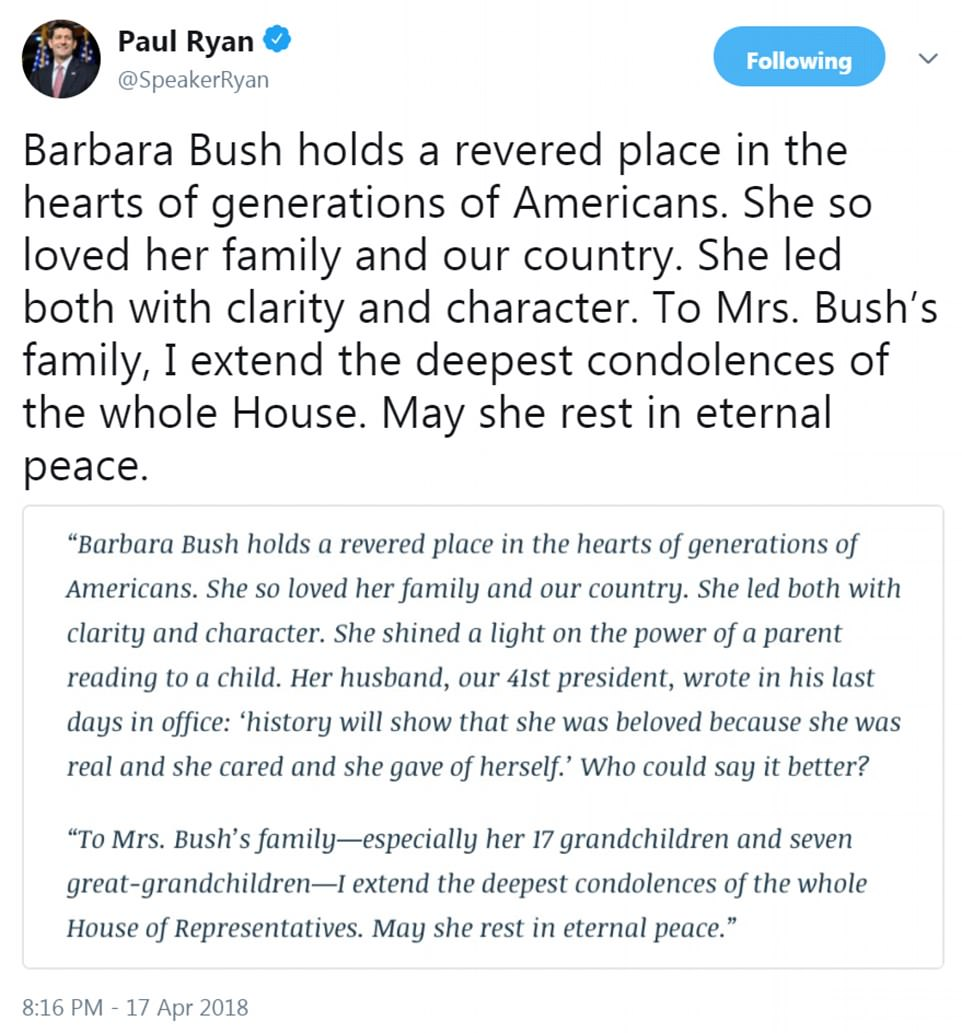 Paul Ryan
@SpeakerRyan
Following
Barbara Bush holds a revered place in the
hearts of generations of Americans. She so
loved her family and our country. She led
both with clarity and character. To Mrs. Bush’s
family, I extend the deepest condolences of
the whole House. May she rest in eternal
peace.
“Barbara Bush holds a revered place in the hearts of generations of
Americans. She so loved her family and our country. She led both with
clarity and character. She shined a light on the power of a parent
reading to a child. Her husband, our 41st president, wrote in his last
days in office: ‘history will show that she was beloved because she was
real and she cared and she gave of herself.’ Who could say it better?
“To Mrs. Bush’s family—especially her 17 grandchildren and seven
great-grandchildren—I extend the deepest condolences of the whole
House of Representatives. May she rest in eternal peace.”
8:16 PM - 17 Apr 2018